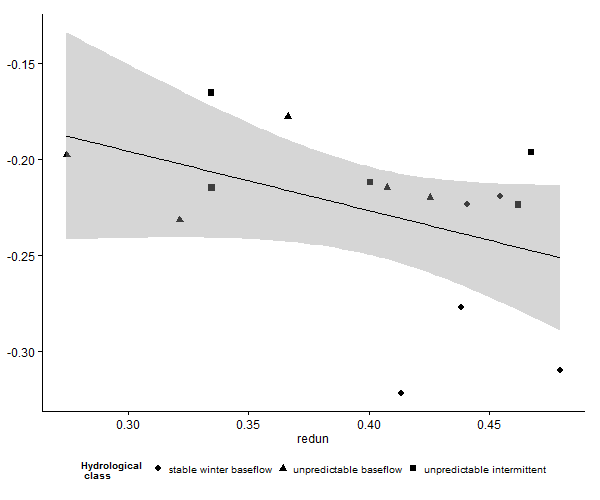 -0.15
-0.20
-0.25
-0.30
0.30 0.35 0.40 0.45
redun
Hydrological
class
stable winter baseflow unpredictable baseflow unpredictable intermittent